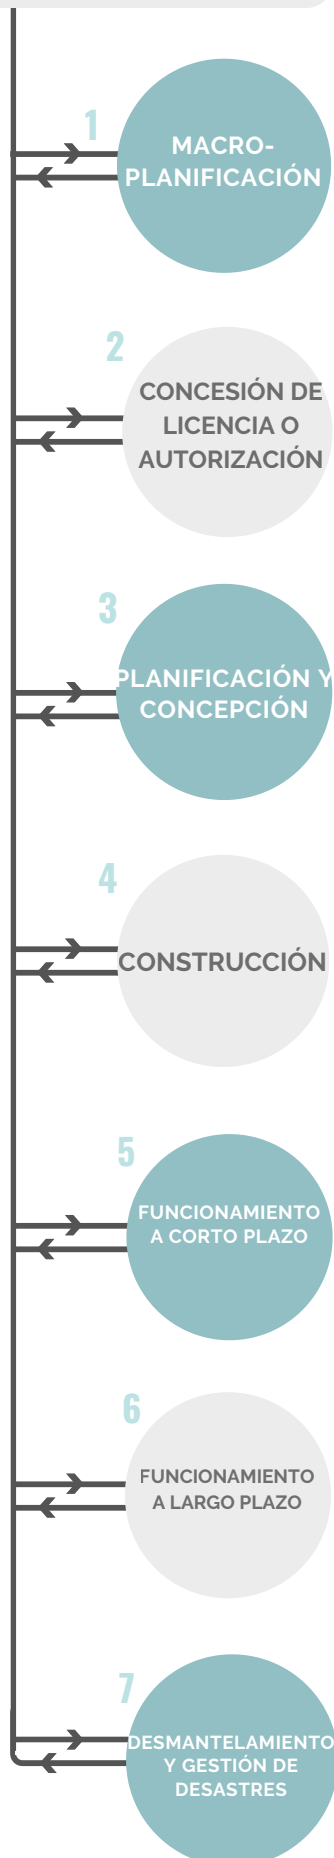 1
MACRO-
PLANIFICACIÓN
2
CONCESIÓN DE
LICENCIA O
AUTORIZACIÓN
3
PLANIFICACIÓN Y
CONCEPCIÓN
4
CONSTRUCCIÓN
5
FUNCIONAMIENTO
A CORTO PLAZO
6
FUNCIONAMIENTO
A LARGO PLAZO
7
DESMANTELAMIENTO
Y GESTIÓN DE
DESASTRES